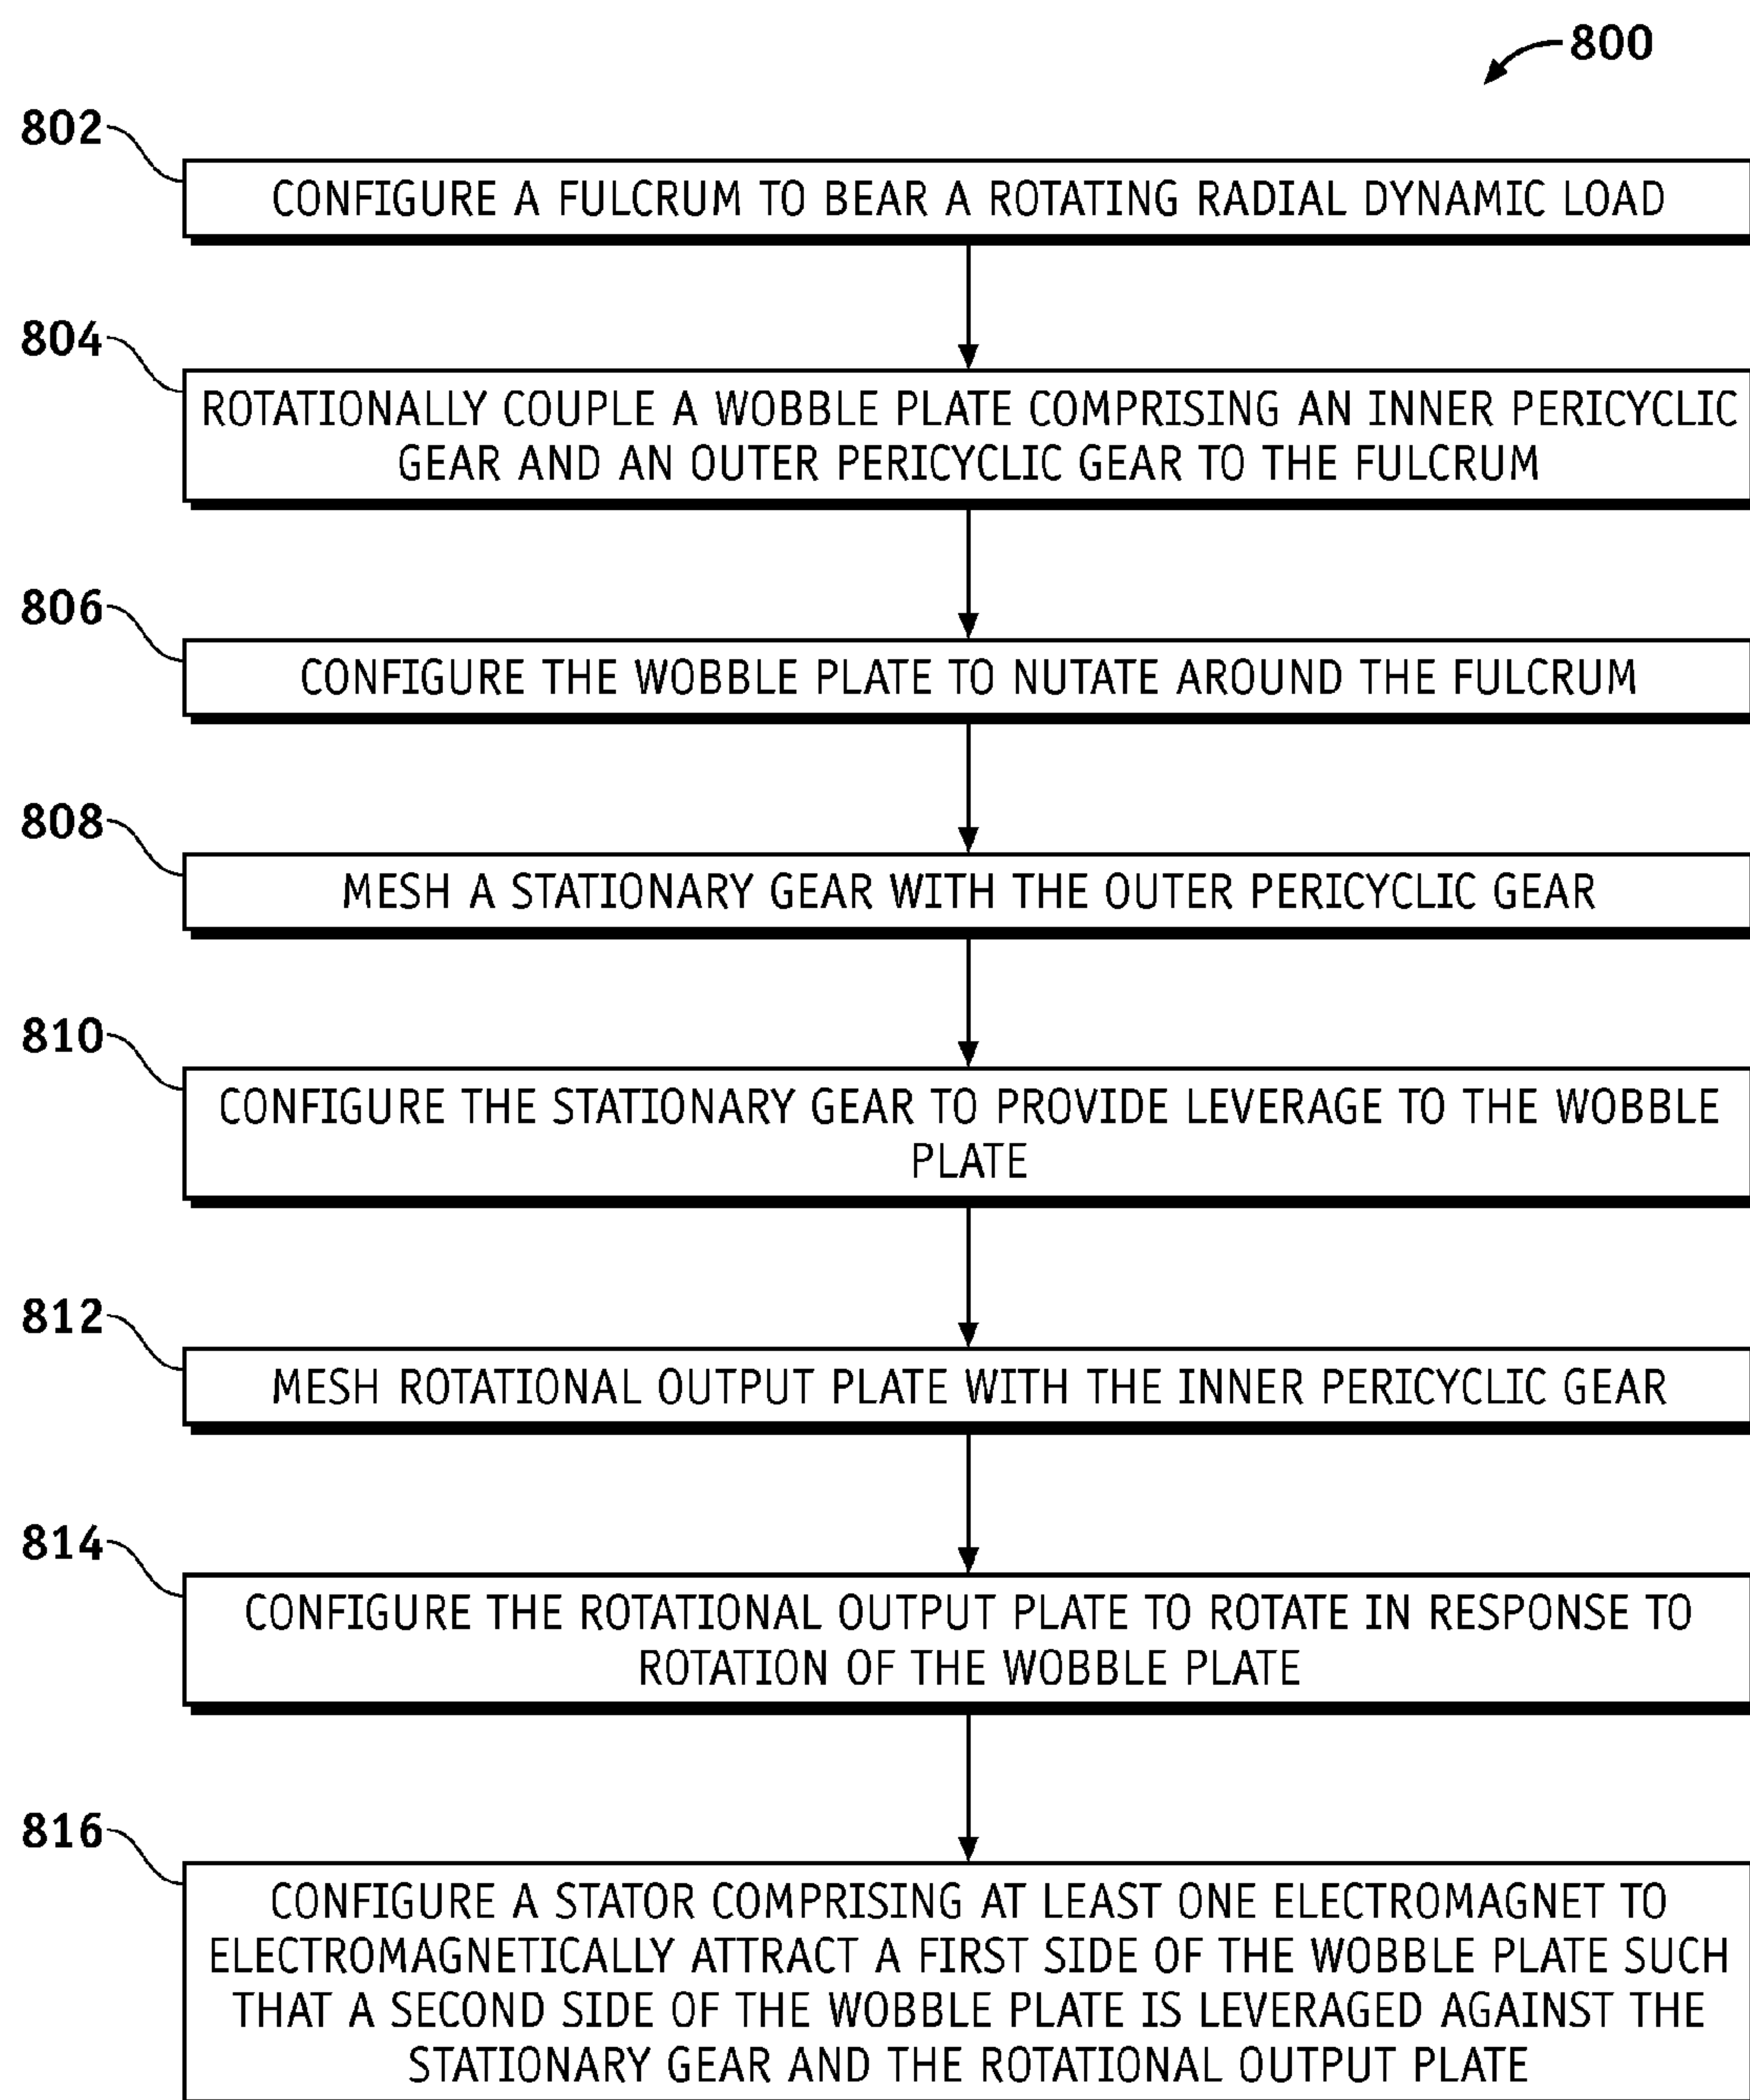 800
802
CONFIGURE A FULCRUM TO BEAR A ROTATING RADIAL DYNAMIC LOAD
804
ROTATIONALLY COUPLE A WOBBLE PLATE COMPRISING AN INNER PERICYCLIC
GEAR AND AN OUTER PERICYCLIC GEAR TO THE FULCRUM
806
CONFIGURE THE WOBBLE PLATE TO NUTATE AROUND THE FULCRUM
808
MESH A STATIONARY GEAR WITH THE OUTER PERICYCLIC GEAR
810
CONFIGURE THE STATIONARY GEAR TO PROVIDE LEVERAGE TO THE WOBBLE
PLATE
812
MESH ROTATIONAL OUTPUT PLATE WITH THE INNER PERICYCLIC GEAR
814
CONFIGURE THE ROTATIONAL OUTPUT PLATE TO ROTATE IN RESPONSE TO
ROTATION OF THE WOBBLE PLATE
816
CONFIGURE A STATOR COMPRISING AT LEAST ONE ELECTROMAGNET TO
ELECTROMAGNETICALLY ATTRACT A FIRST SIDE OF THE WOBBLE PLATE SUCH
THAT A SECOND SIDE OF THE WOBBLE PLATE IS LEVERAGED AGAINST THE
STATIONARY GEAR AND THE ROTATIONAL OUTPUT PLATE